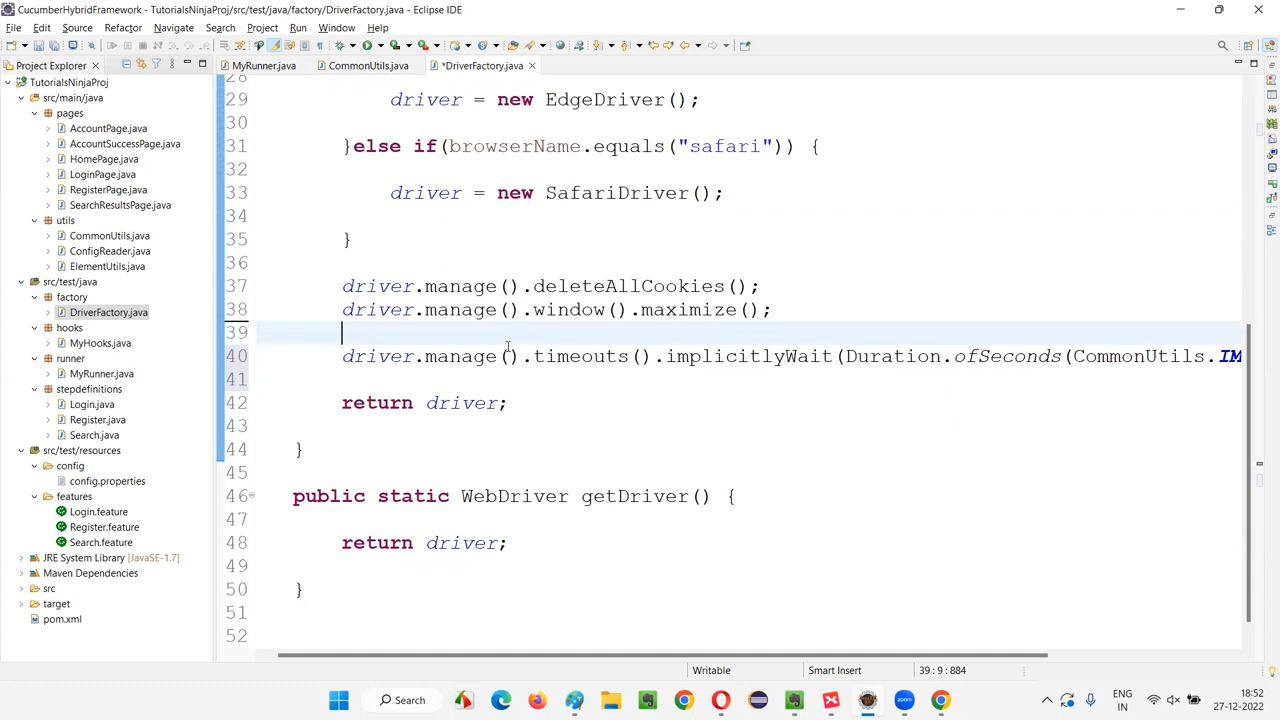 CucumberHybridFramework - TutorialsNinjaProj/src/test/java/factory/DriverFactory.java - Eclipse IDE
File Edit Source Refactor Navigate Search Project Run Window Help
Project Explorer
MyRunner.java CommonUtils.java *DriverFactory.java
TutorialsNinjaProj
src/main/java
pages
AccountPage.java
AccountSuccessPage.java
HomePage.java
LoginPage.java
RegisterPage.java
SearchResultsPage.java
utils
CommonUtils.java
ConfigReader.java
ElementUtils.java
src/test/java
factory
DriverFactory.java
hooks
MyHooks.java
runner
MyRunner.java
stepdefinitions
Login.java
Register.java
Search.java
src/test/resources
config
config.properties
features
Login.feature
Register.feature
Search.feature
JRE System Library [JavaSE-1.7]
Maven Dependencies
src
target
pom.xml
28
29 driver = new EdgeDriver();
30
31 }else if(browserName.equals("safari")) {
32
33 driver = new SafariDriver();
34
35 }
36
37 driver.manage().deleteAllCookies();
38 driver.manage().window().maximize();
39
40 driver.manage().timeouts().implicitlyWait(Duration.ofSeconds(CommonUtils.IM
41
42 return driver;
43
44 }
45
46 public static WebDriver getDriver() {
47
48 return driver;
49
50 }
51
52
Writable Smart Insert 39 : 9 : 884
Search
ENG
IN
18:52
27-12-2022